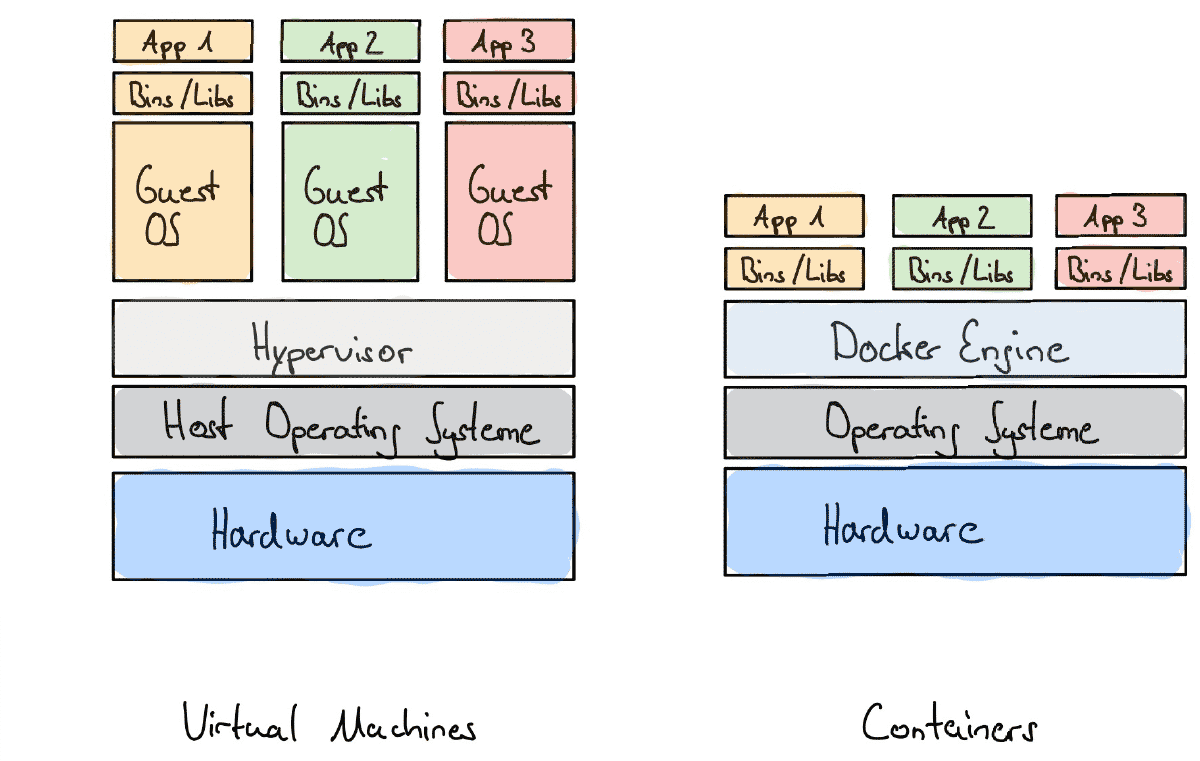 App 1
App 2
App 3
Bins/Libs
Bins/Libs
Bins/Libs
Guest
OS
Guest
OS
Guest
OS
Hypervisor
Host Operating Systeme
Hardware
Virtual Machines
App 1
App 2
App 3
Bins/Libs
Bins/Libs
Bins/Libs
Docker Engine
Operating Systeme
Hardware
Containers